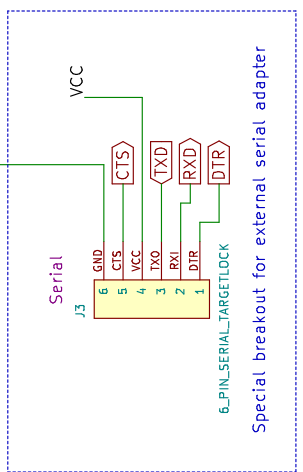 VCC
CTS
TXD
RXD
DTR
GND
CTS
VCC
TXO
RXI
DTR
6
5
4
3
2
1
Serial
J3
6_PIN_SERIAL_TARGETLOCK
Special breakout for external serial adapter